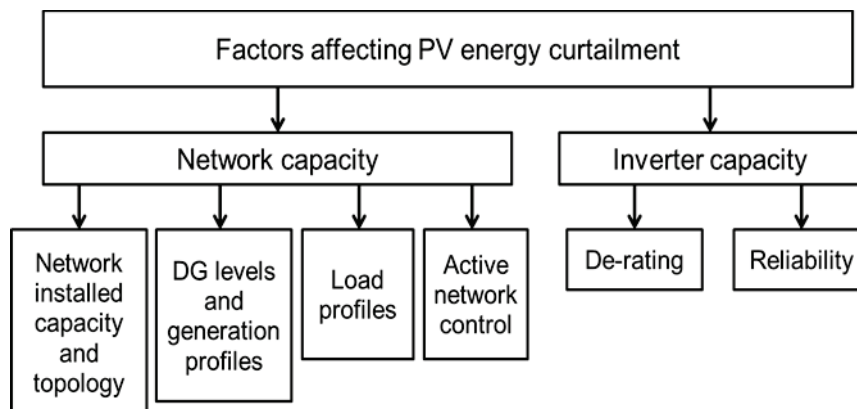 Factors affecting PV energy curtailment
Network capacity
Inverter capacity
Network
installed
capacity
and
topology
DG levels
and
generation
profiles
Load
profiles
Active
network
control
De-rating
Reliability